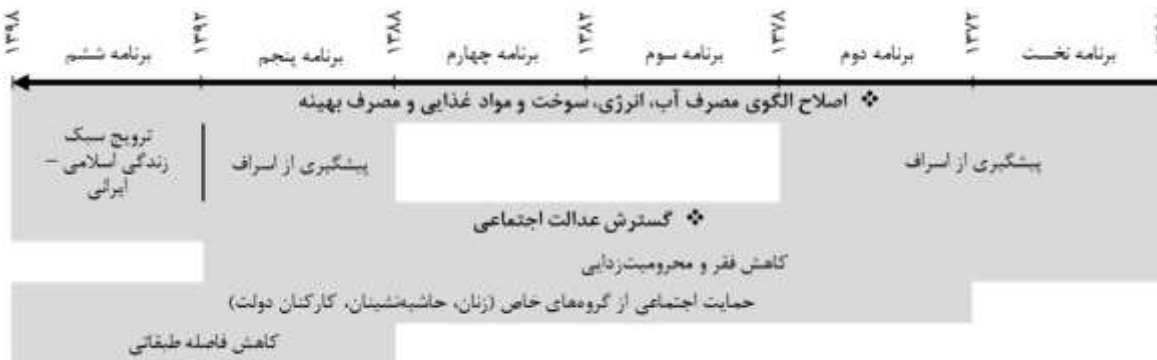 ۱۳۷۲
۱۳۷۸
۱۳۸۲
۱۳۸۸
۱۳۹۲
۱۳۹۸
برنامه نخست
برنامه دوم
برنامه سوم
برنامه چهارم
برنامه پنجم
برنامه ششم
❖ اصلاح الگوی مصرف آب، انرژی، سوخت و مواد غذایی و مصرف بهینه
پیشگیری از اسراف
پیشگیری از اسراف
ترویج سبک
زندگی اسلامی –
ایرانی
❖ گسترش عدالت اجتماعی
کاهش فقر و محرومیت‌زدایی
حمایت اجتماعی از گروه‌های خاص (زنان، حاشیه‌نشینان، کارکنان دولت)
کاهش فاصله طبقاتی